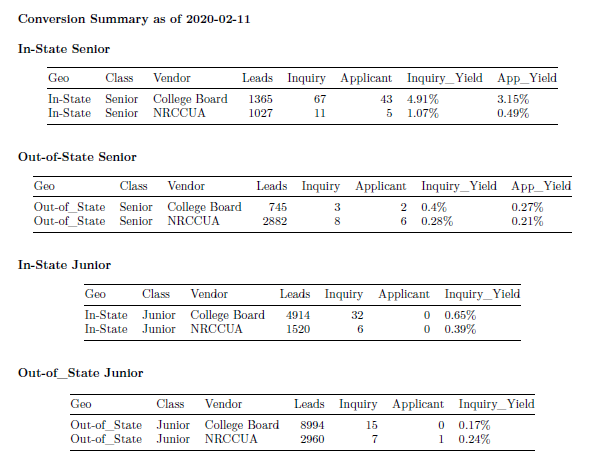 Conversion Summary as of 2020-02-11
In-State Senior
Geo Class Vendor Leads Inquiry Applicant Inquiry_Yield App_Yield
In-State Senior College Board 1365 67 43 4.91% 3.15%
In-State Senior NRCCUA 1027 11 5 1.07% 0.49%
Out-of-State Senior
Geo Class Vendor Leads Inquiry Applicant Inquiry_Yield App_Yield
Out-of_State Senior College Board 745 3 2 0.4% 0.27%
Out-of_State Senior NRCCUA 2882 8 6 0.28% 0.21%
In-State Junior
Geo Class Vendor Leads Inquiry Applicant Inquiry_Yield
In-State Junior College Board 4914 32 0 0.65%
In-State Junior NRCCUA 1520 6 0 0.39%
Out-of_State Junior
Geo Class Vendor Leads Inquiry Applicant Inquiry_Yield
Out-of_State Junior College Board 8994 15 0 0.17%
Out-of_State Junior NRCCUA 2960 7 1 0.24%